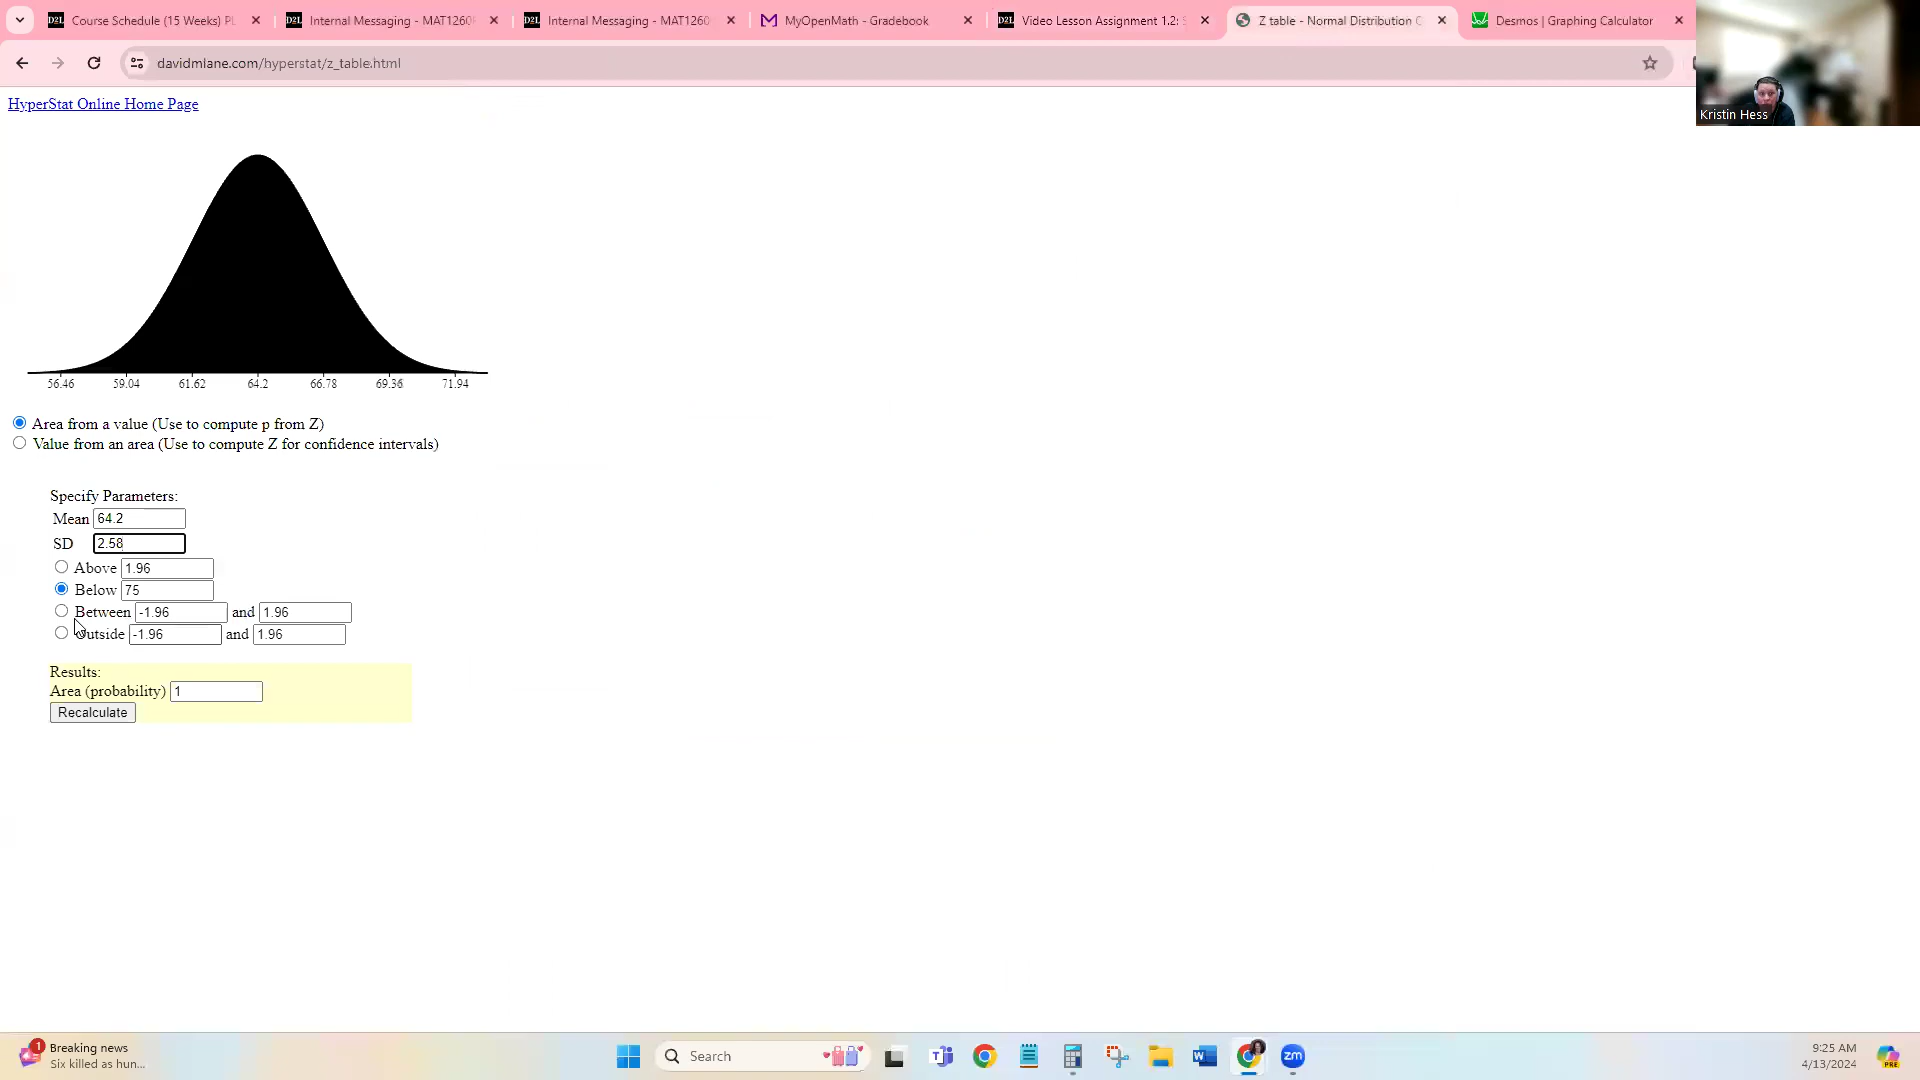 Course Schedule (15 Weeks) PL
Internal Messaging - MAT1260
Internal Messaging - MAT1260
MyOpenMath - Gradebook
Video Lesson Assignment 1.2:
Z table - Normal Distribution C
Desmos | Graphing Calculator
davidmlane.com/hyperstat/z_table.html
HyperStat Online Home Page
Kristin Hess
56.46 59.04 61.62 64.2 66.78 69.36 71.94
Area from a value (Use to compute p from Z)
Value from an area (Use to compute Z for confidence intervals)
Specify Parameters:
Mean 64.2
SD 2.58
Above 1.96
Below 75
Between -1.96 and 1.96
Outside -1.96 and 1.96
Results:
Area (probability) 1
Recalculate
1
Breaking news
Six killed as hun...
Search
zm
9:25 AM
4/13/2024
PRE